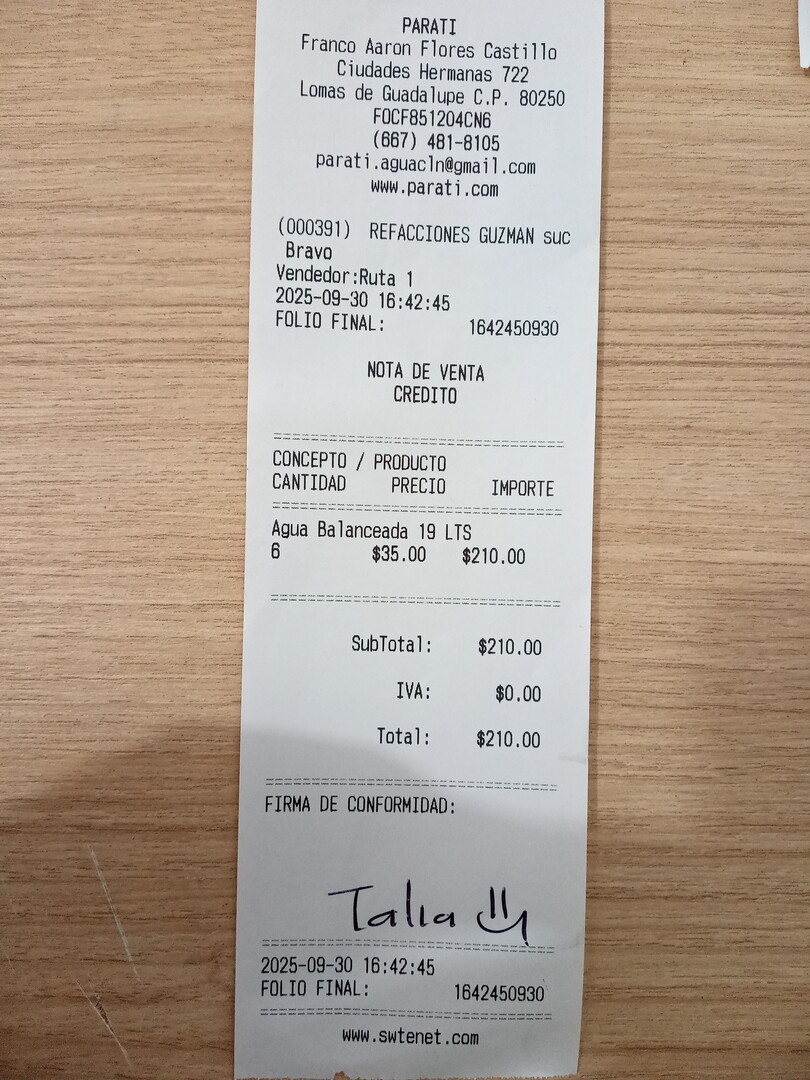 PARATI
Franco Aaron Flores Castillo
Ciudades Hermanas 722
Lomas de Guadalupe C.P. 80250
FOCF851204CN6
(667) 481-8105
parati.aguacln@gmail.com
www.parati.com
(000391) REFACCIONES GUZMAN suc
Bravo
Vendedor:Ruta 1
2025-09-30 16:42:45
FOLIO FINAL: 1642450930
NOTA DE VENTA
CREDITO
CONCEPTO / PRODUCTO
CANTIDAD PRECIO IMPORTE
Agua Balanceada 19 LTS
6 $35.00 $210.00
SubTotal: $210.00
IVA: $0.00
Total: $210.00
FIRMA DE CONFORMIDAD:
Talia
2025-09-30 16:42:45
FOLIO FINAL: 1642450930
www.swtenet.com